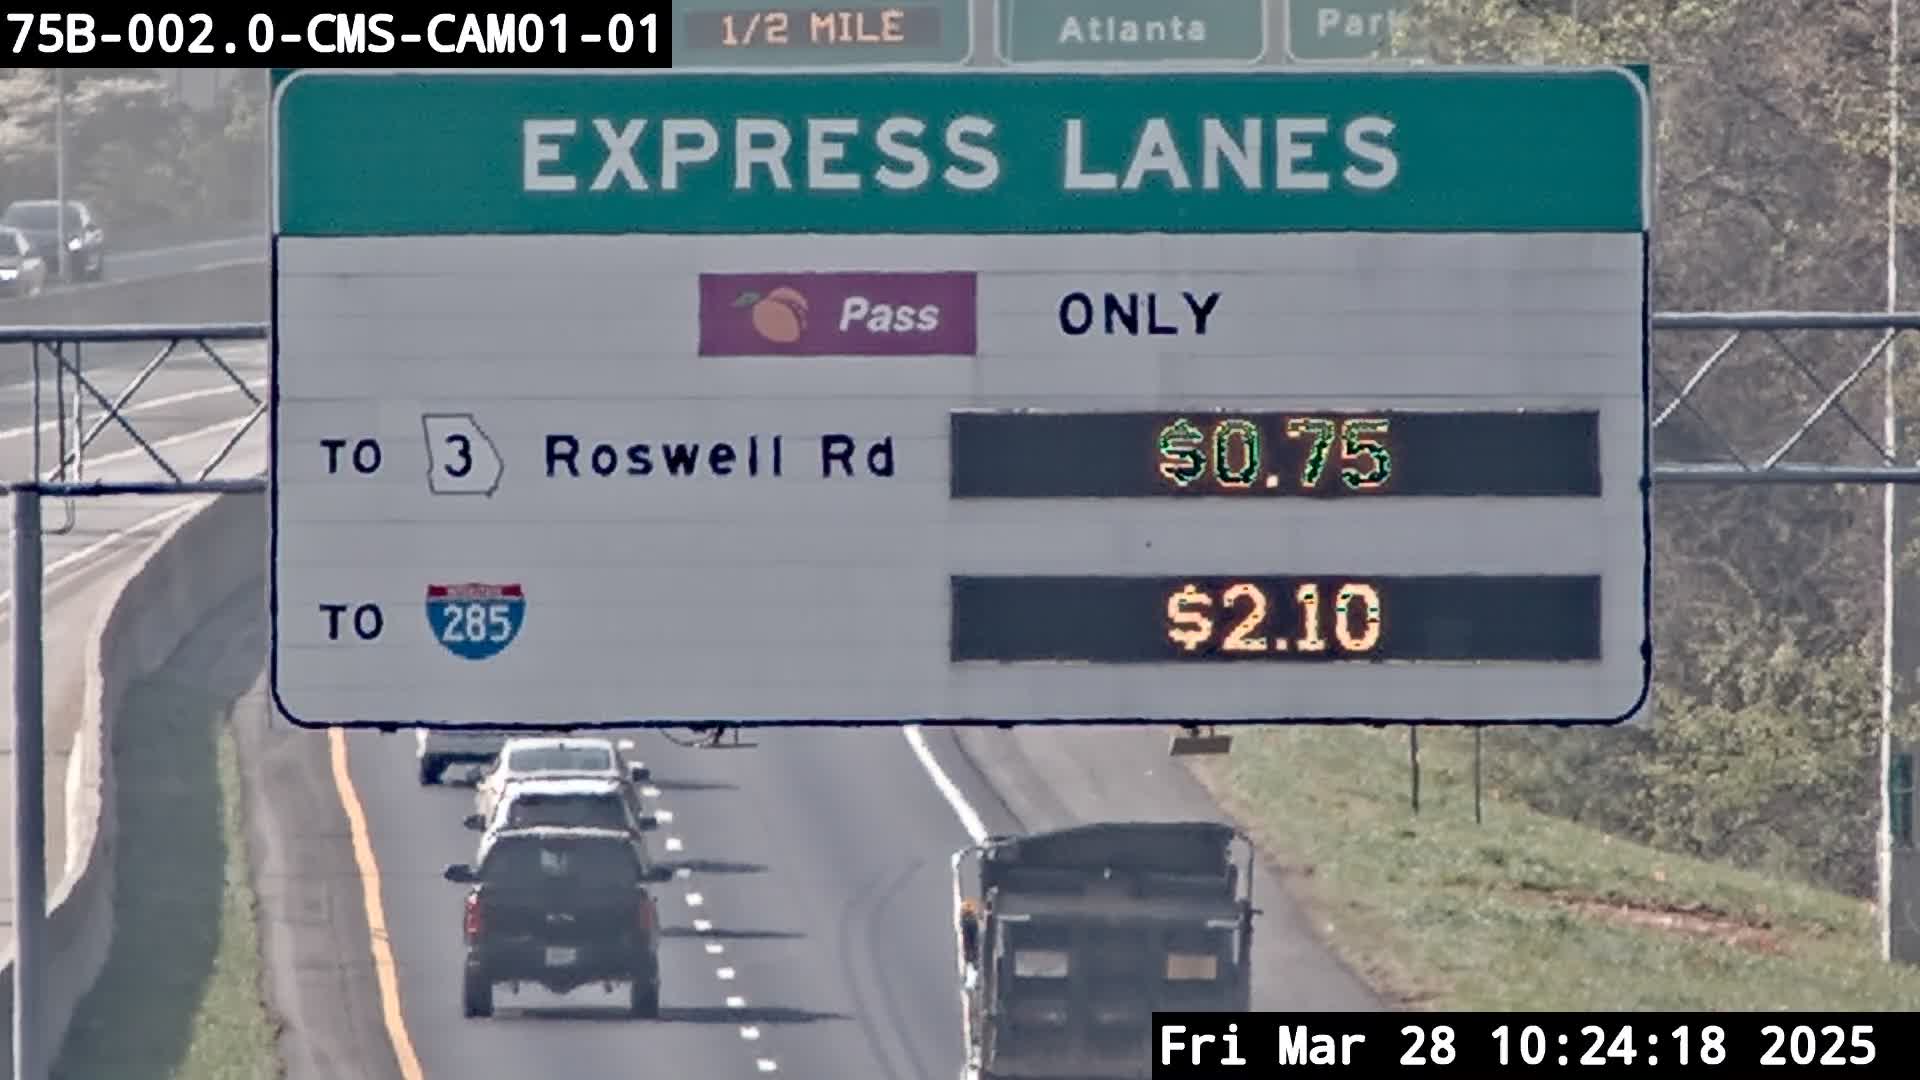 75B-002.0-CMS-CAM01-01
1/2 MILE
Atlanta
EXPRESS LANES
Pass ONLY
TO 3 Roswell Rd $0.75
TO 285 $2.10
Fri Mar 28 10:24:18 2025